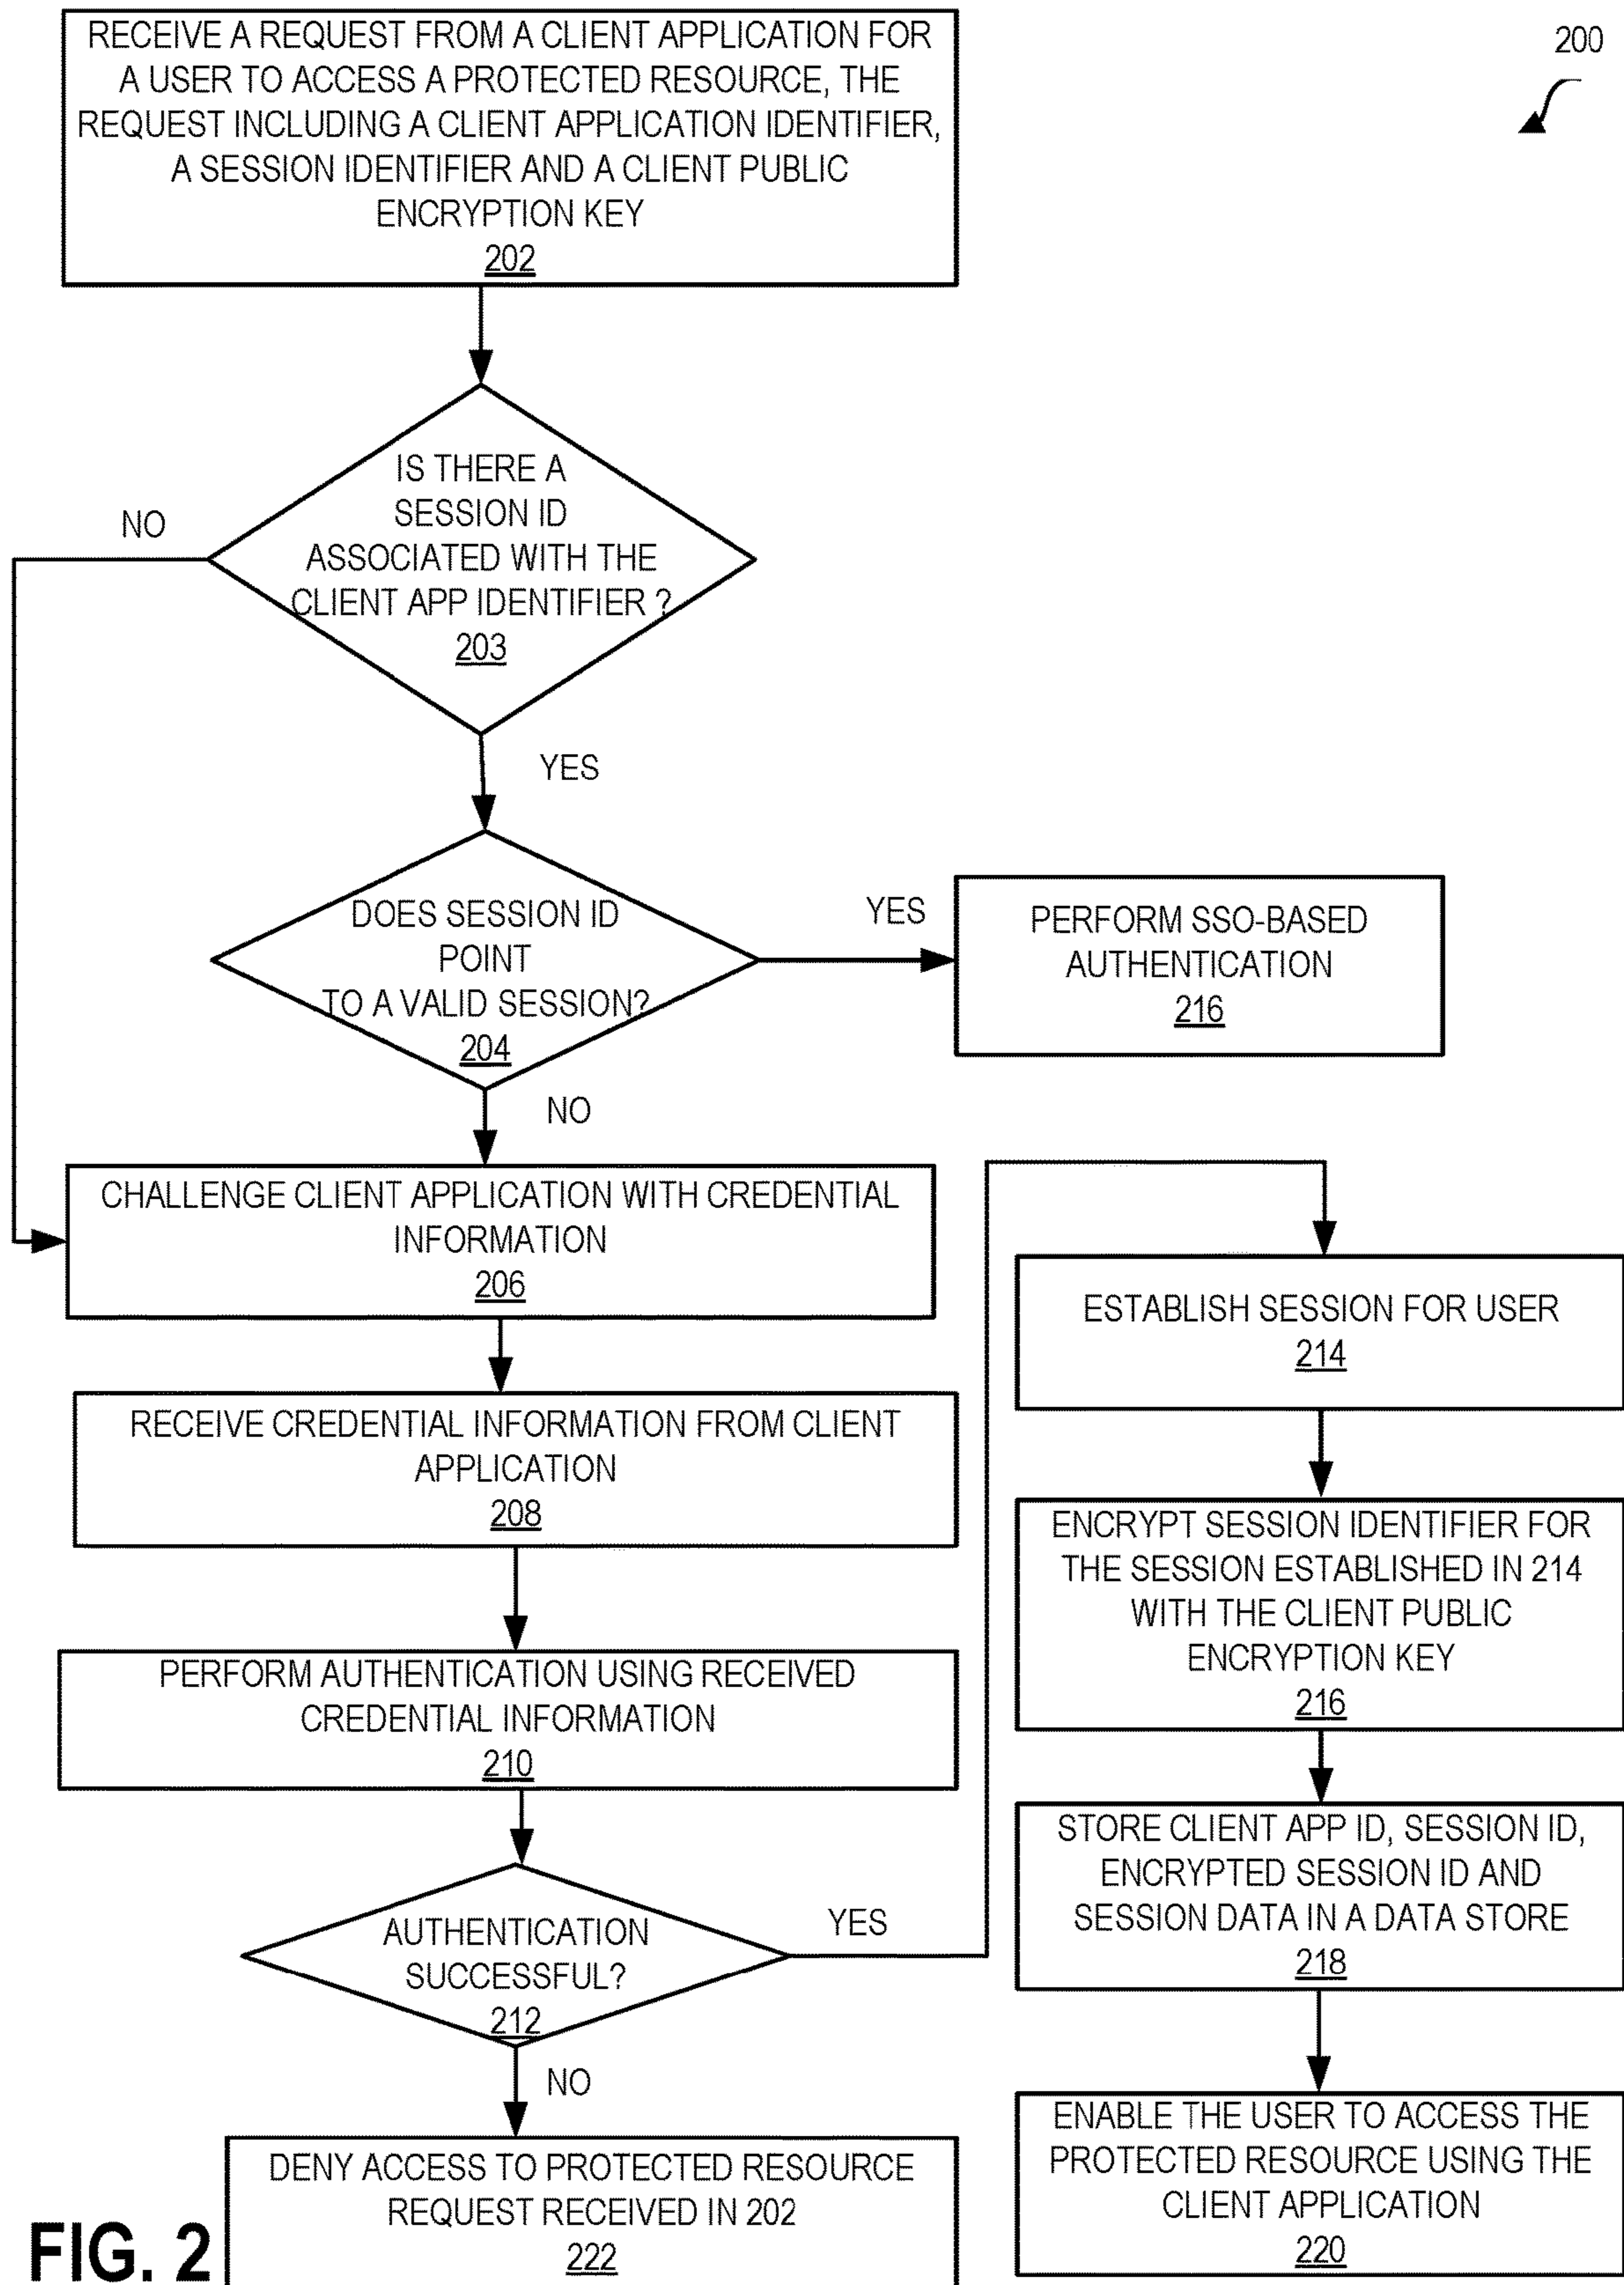 RECEIVE A REQUEST FROM A CLIENT APPLICATION FOR
A USER TO ACCESS A PROTECTED RESOURCE, THE
REQUEST INCLUDING A CLIENT APPLICATION IDENTIFIER,
A SESSION IDENTIFIER AND A CLIENT PUBLIC
ENCRYPTION KEY
202
200
IS THERE A
SESSION ID
ASSOCIATED WITH THE
CLIENT APP IDENTIFIER ?
203
NO
YES
DOES SESSION ID
POINT
TO A VALID SESSION?
204
YES
PERFORM SSO-BASED
AUTHENTICATION
216
NO
CHALLENGE CLIENT APPLICATION WITH CREDENTIAL
INFORMATION
206
RECEIVE CREDENTIAL INFORMATION FROM CLIENT
APPLICATION
208
PERFORM AUTHENTICATION USING RECEIVED
CREDENTIAL INFORMATION
210
AUTHENTICATION
SUCCESSFUL?
212
YES
NO
DENY ACCESS TO PROTECTED RESOURCE
REQUEST RECEIVED IN 202
222
ESTABLISH SESSION FOR USER
214
ENCRYPT SESSION IDENTIFIER FOR
THE SESSION ESTABLISHED IN 214
WITH THE CLIENT PUBLIC
ENCRYPTION KEY
216
STORE CLIENT APP ID, SESSION ID,
ENCRYPTED SESSION ID AND
SESSION DATA IN A DATA STORE
218
ENABLE THE USER TO ACCESS THE
PROTECTED RESOURCE USING THE
CLIENT APPLICATION
220
FIG. 2